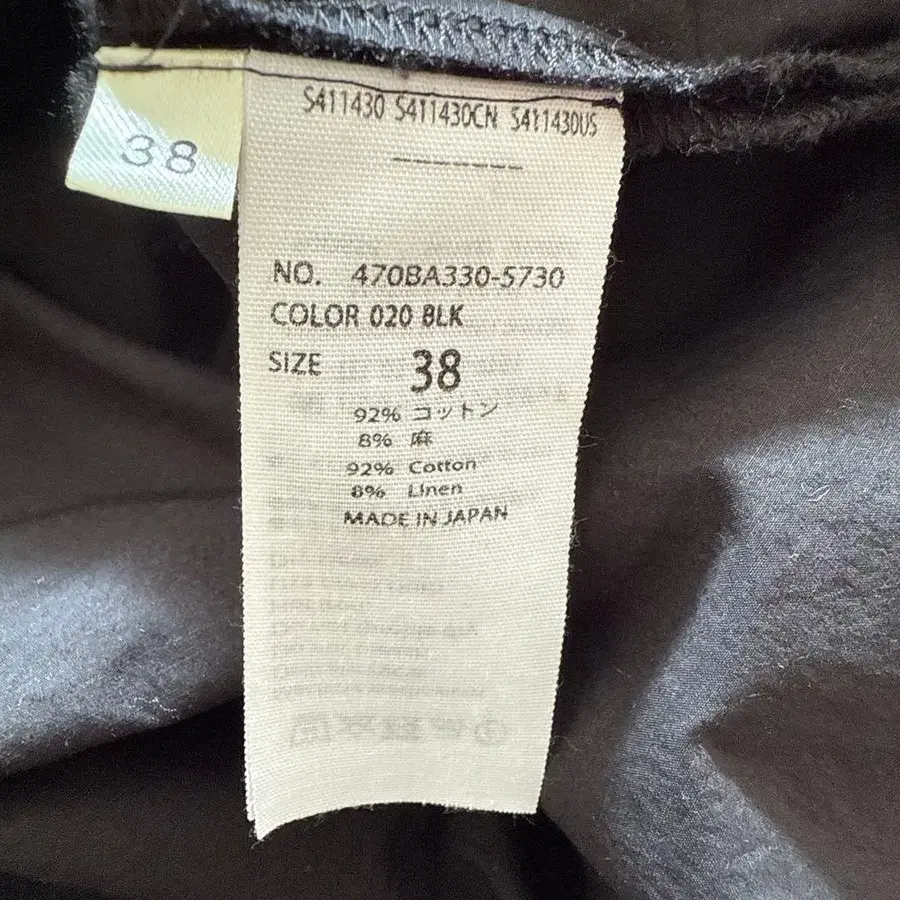 38
S411430 S411430CN S411430US
-------
NO. 470BA330-5730
COLOR 020 BLK
SIZE 38
92% コットン
8% 麻
92% Cotton
8% Linen
MADE IN JAPAN